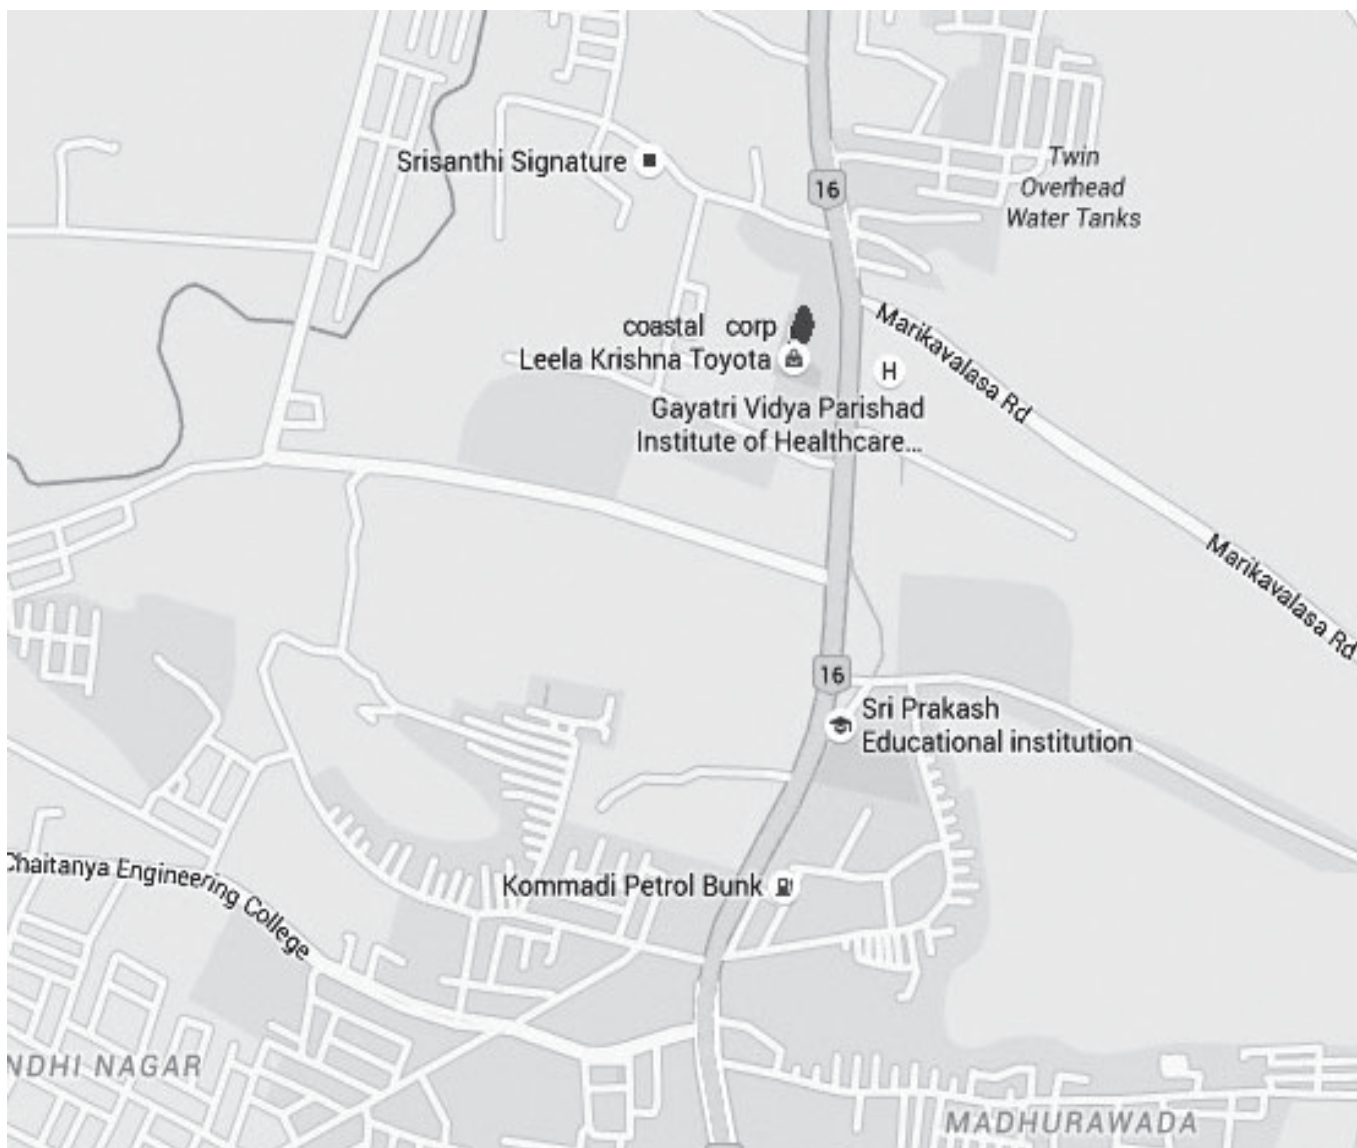 Srisanthi Signature
16
Twin
Overhead
Water Tanks
coastal corp
Leela Krishna Toyota
H
Marikavalasa Rd
Gayatri Vidya Parishad
Institute of Healthcare...
Marikavalasa Rd
16
Sri Prakash
Educational institution
Chaitanya Engineering College
Kommadi Petrol Bunk
NDHI NAGAR
MADHURAWADA